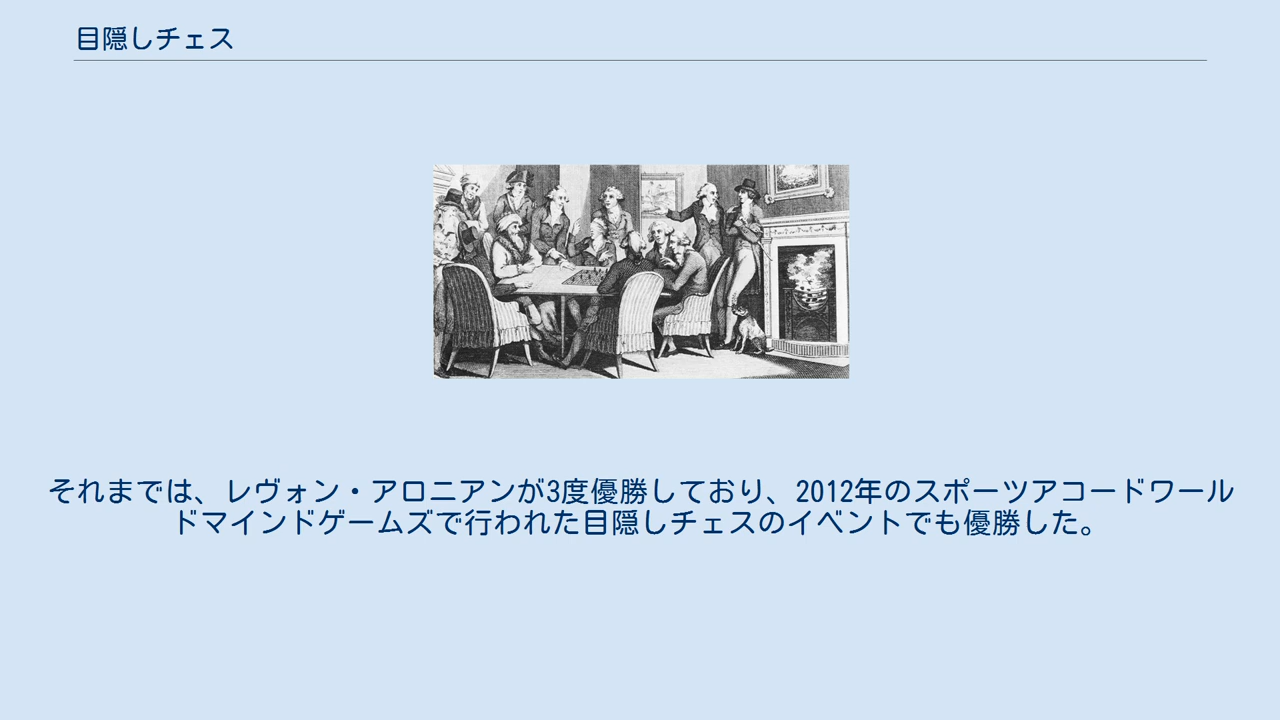 目隠しチェス
それまでは、レヴォン・アロニアンが3度優勝しており、2012年のスポーツアコードワール
ドマインドゲームズで行われた目隠しチェスのイベントでも優勝した。